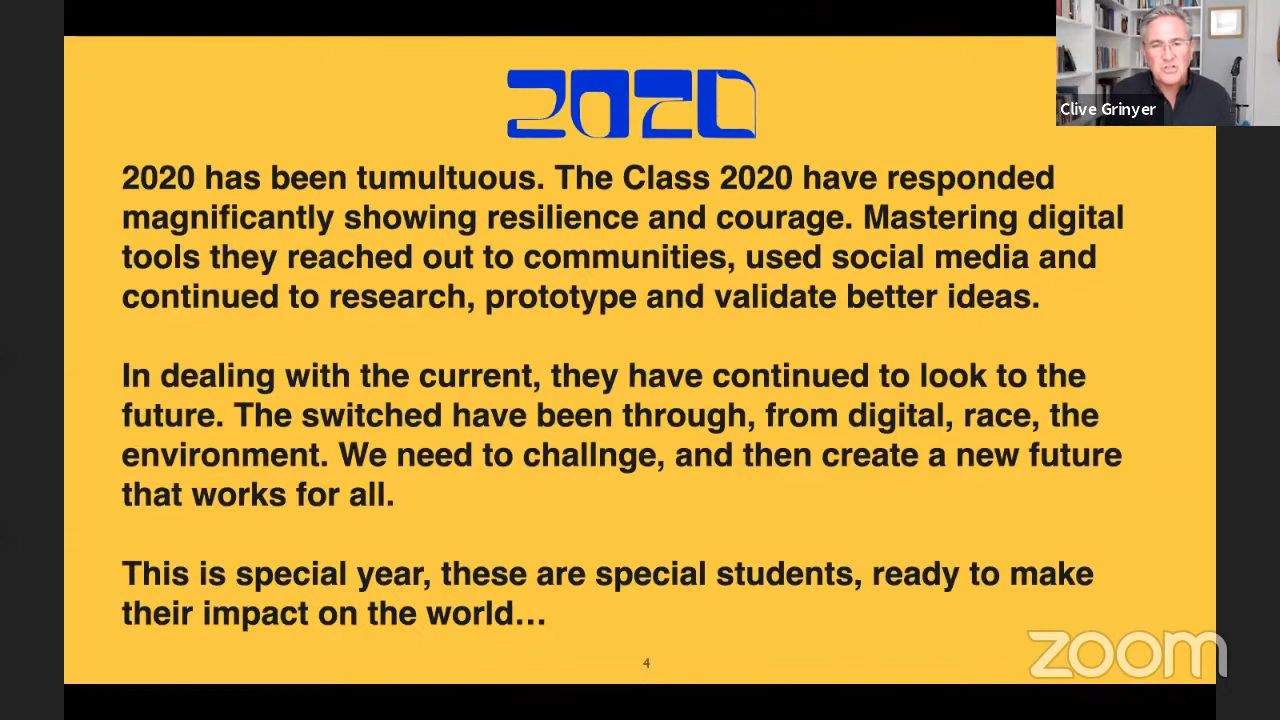 2020
Clive Grinyer
2020 has been tumultuous. The Class 2020 have responded
magnificantly showing resilience and courage. Mastering digital
tools they reached out to communities, used social media and
continued to research, prototype and validate better ideas.
In dealing with the current, they have continued to look to the
future. The switched have been through, from digital, race, the
environment. We need to challnge, and then create a new future
that works for all.
This is special year, these are special students, ready to make
their impact on the world...
4
zoom